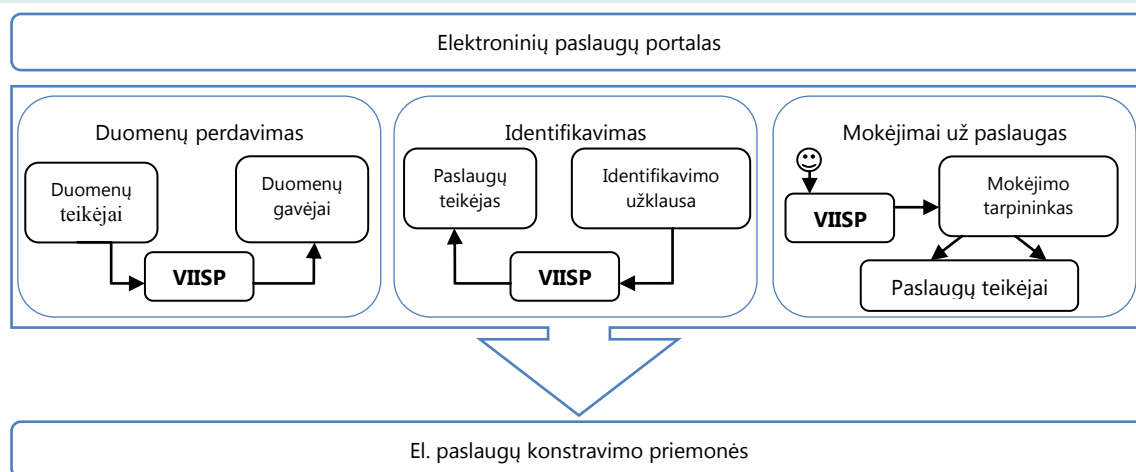 Elektroninių paslaugų portalas
Duomenų perdavimas
Duomenų
teikėjai
Duomenų
gavėjai
VIISP
Identifikavimas
Paslaugų
teikėjas
Identifikavimo
užklausa
VIISP
Mokėjimai už paslaugas
VIISP
Mokėjimo
tarpininkas
Paslaugų teikėjai
El. paslaugų konstravimo priemonės